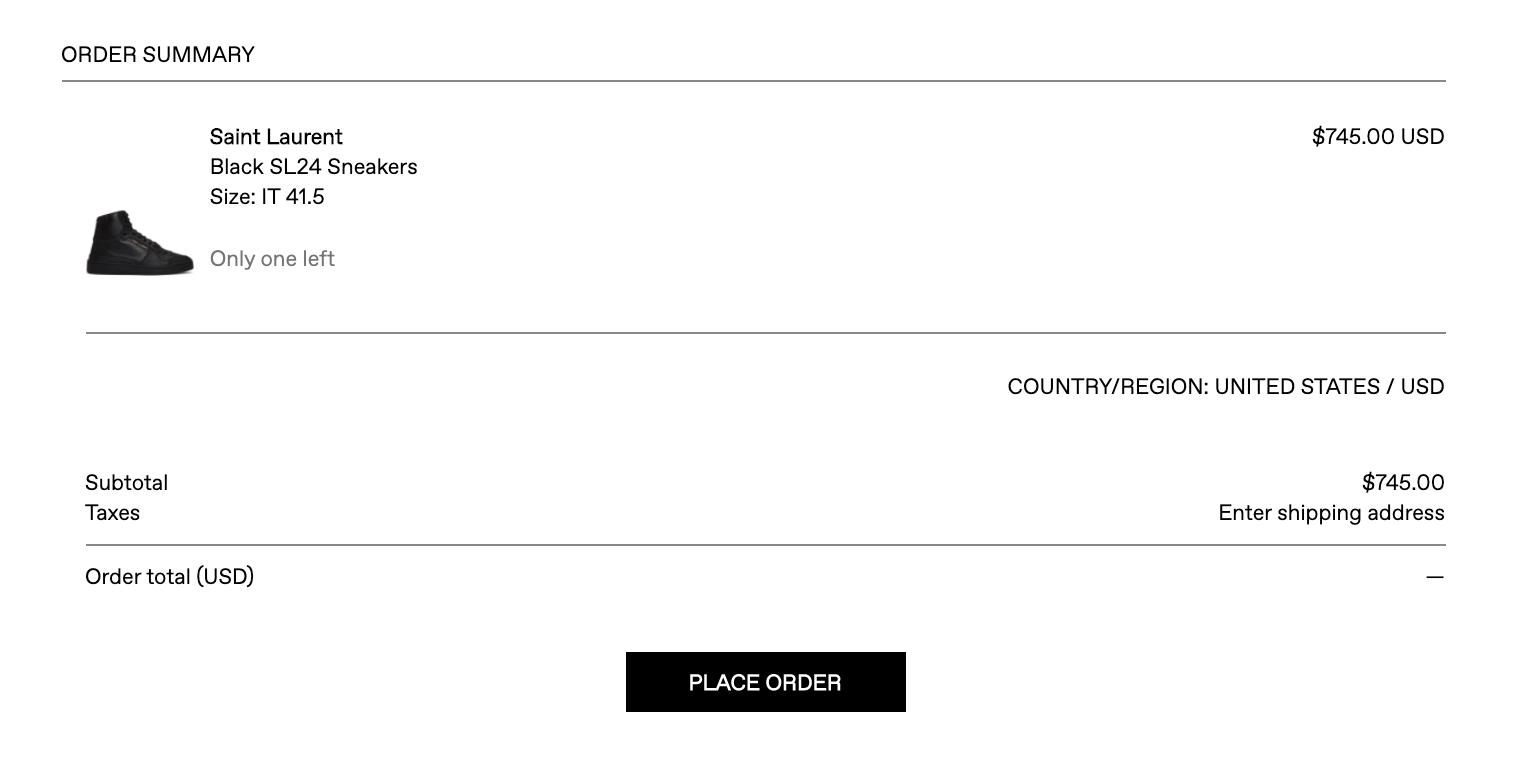 ORDER SUMMARY
Saint Laurent
$745.00 USD
Black SL24 Sneakers
Size: IT 41.5
Only one left
COUNTRY/REGION: UNITED STATES / USD
Subtotal
$745.00
Taxes
Enter shipping address
Order total (USD)
—
PLACE ORDER